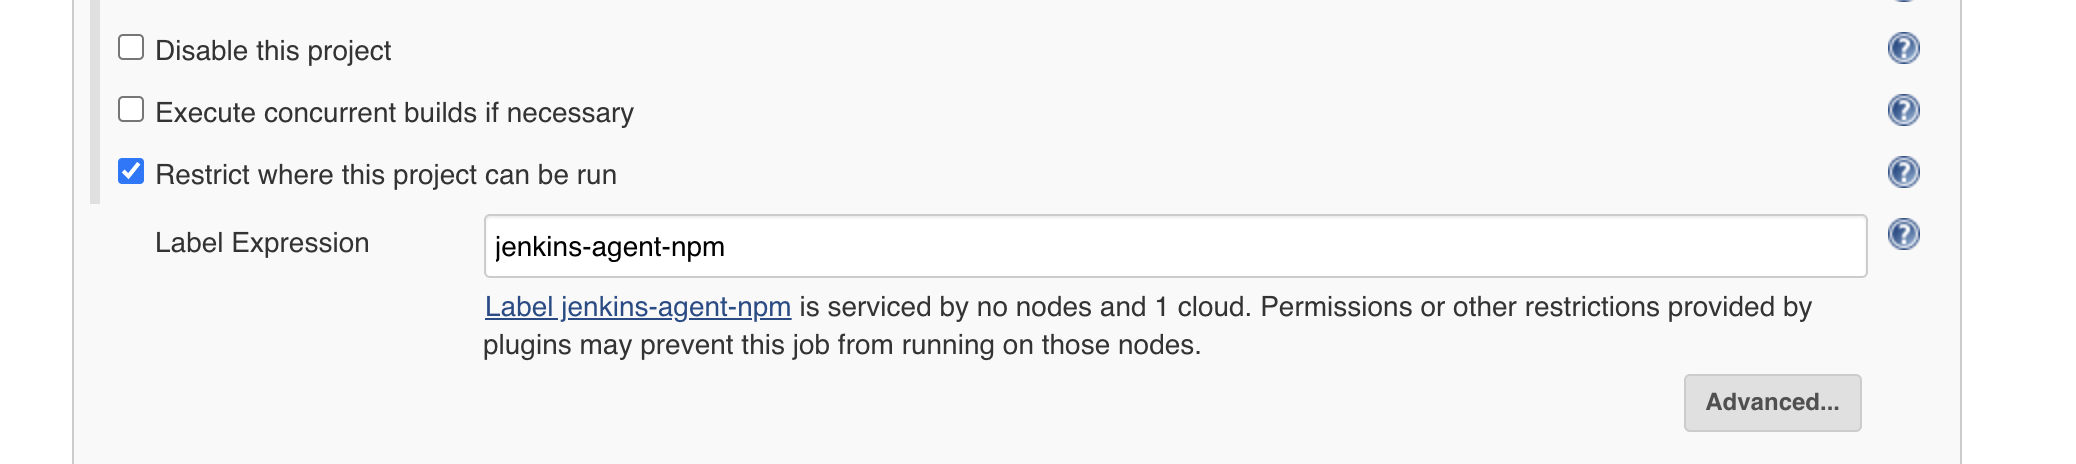 Disable this project
Execute concurrent builds if necessary
Restrict where this project can be run
Label Expression
jenkins-agent-npm
Label jenkins-agent-npm is serviced by no nodes and 1 cloud. Permissions or other restrictions provided by
plugins may prevent this job from running on those nodes.
Advanced...